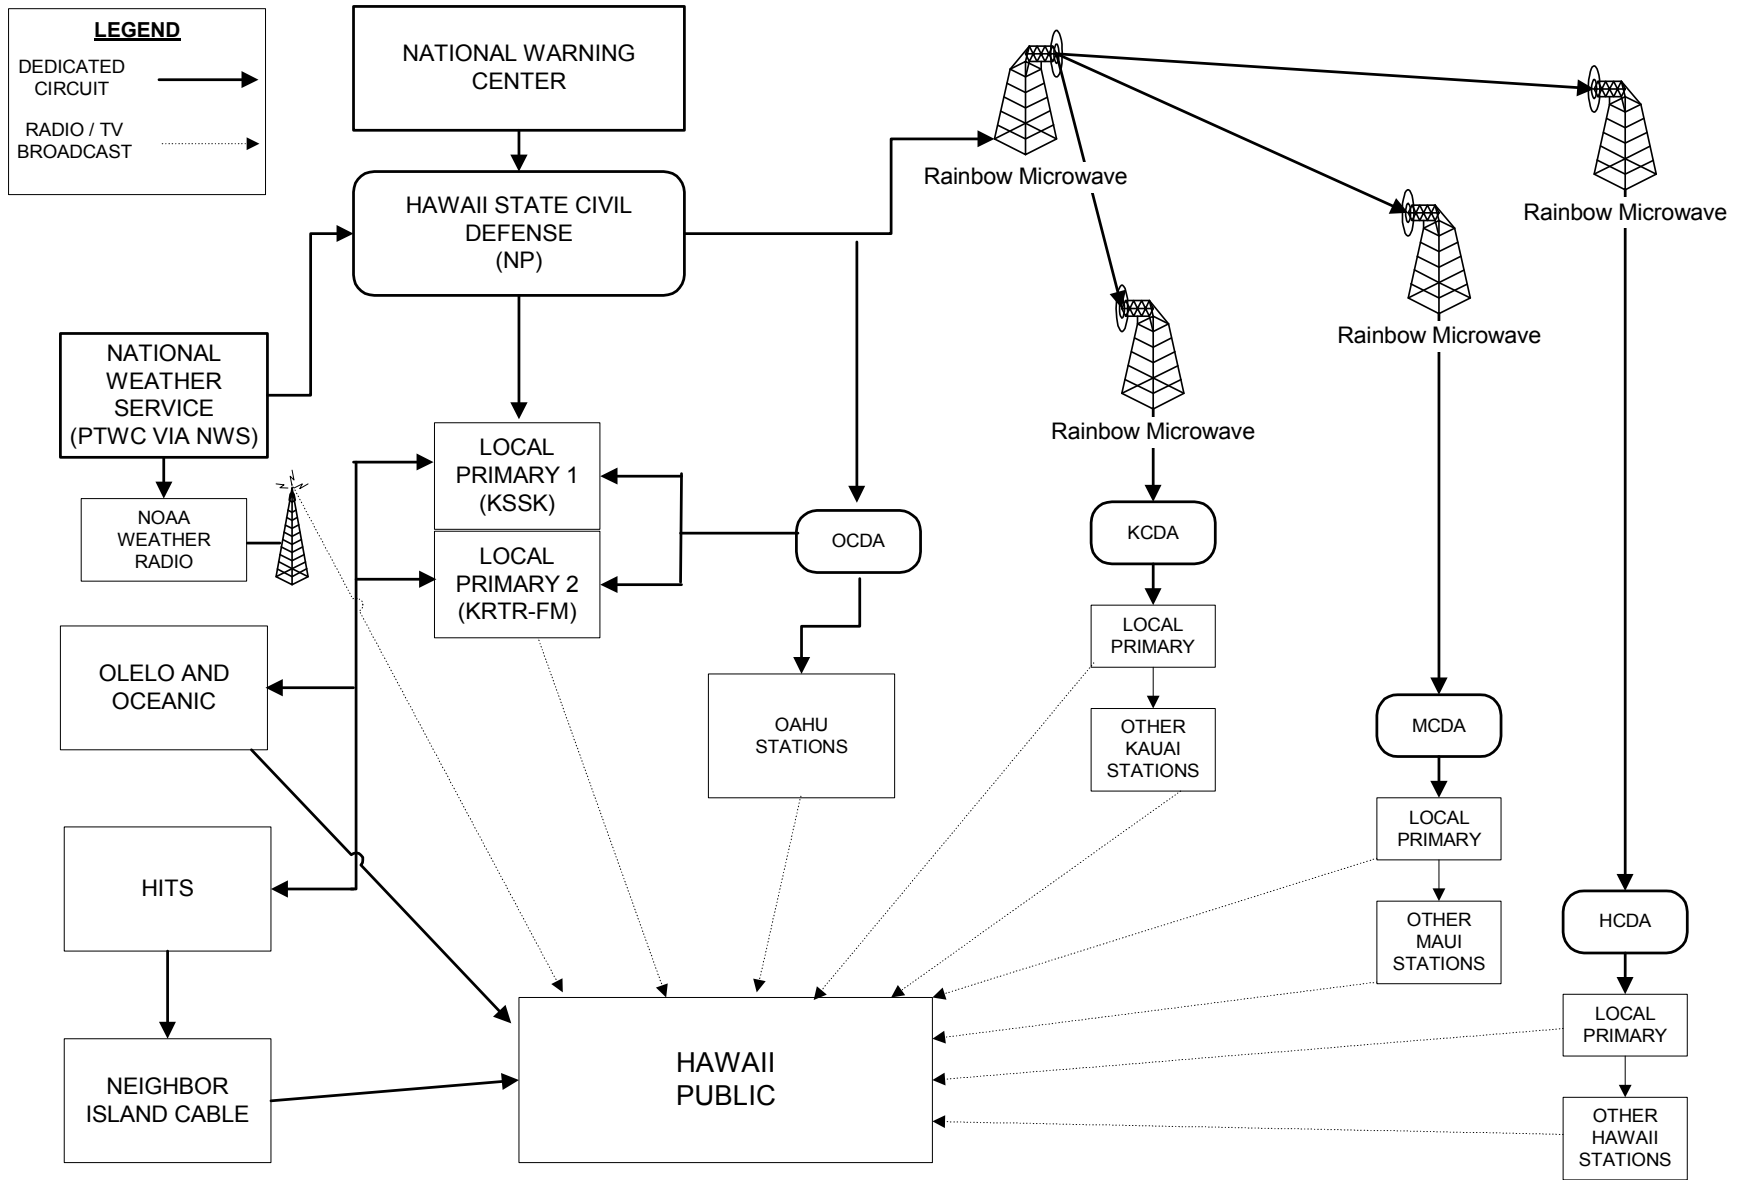 LEGEND
DEDICATED
CIRCUIT
RADIO / TV
BROADCAST
NATIONAL WARNING
CENTER
HAWAII STATE CIVIL
DEFENSE
(NP)
Rainbow Microwave
Rainbow Microwave
Rainbow Microwave
Rainbow Microwave
NATIONAL
WEATHER
SERVICE
(PTWC VIA NWS)
NOAA
WEATHER
RADIO
LOCAL
PRIMARY 1
(KSSK)
LOCAL
PRIMARY 2
(KRTR-FM)
OCDA
KCDA
LOCAL
PRIMARY
OTHER
KAUAI
STATIONS
OLELO AND
OCEANIC
OAHU
STATIONS
MCDA
LOCAL
PRIMARY
OTHER
MAUI
STATIONS
HITS
HCDA
LOCAL
PRIMARY
OTHER
HAWAII
STATIONS
NEIGHBOR
ISLAND CABLE
HAWAII
PUBLIC